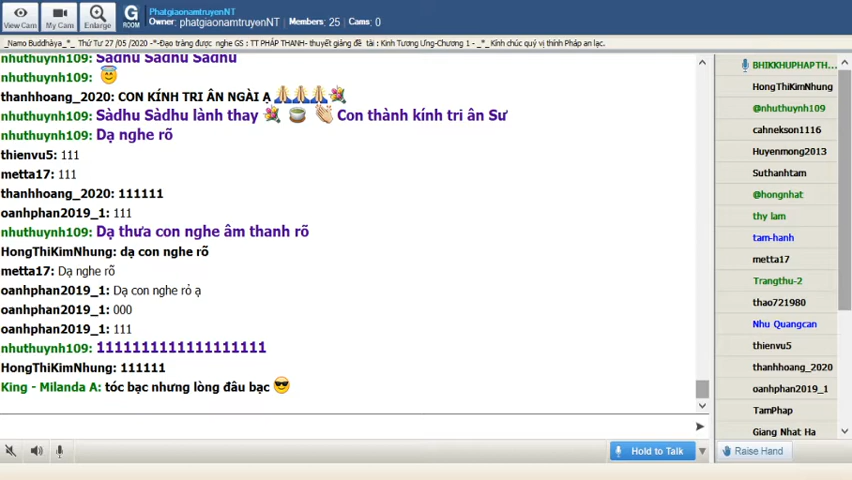 View Cam
My Cam
Enlarge
G
ROOM
PhatgiaonamtruyenNT
Owner: phatgiaonamtruyenNT Members: 25 Cams: 0
_Namo Buddhàya_*_ Thứ Tư 27 /05 /2020 -*-Đạo tràng được nghe GS : TT PHÁP THANH- thuyết giảng đề tài : Kinh Tương Ưng-Chương 1 - _*_ Kính chúc quý vị thính Pháp an lạc.
nhuthuynh109: Sàdhu Sàdhu Sàdhu
nhuthuynh109: 😇
thanhhoang_2020: CON KÍNH TRI ÂN NGÀI Ạ 🙏🙏🙏💐
nhuthuynh109: Sàdhu Sàdhu lành thay 💐 🍵 👏 Con thành kính tri ân Sư
nhuthuynh109: Dạ nghe rõ
thienvu5: 111
metta17: 111
thanhhoang_2020: 111111
oanhphan2019_1: 111
nhuthuynh109: Dạ thưa con nghe âm thanh rõ
HongThiKimNhung: dạ con nghe rõ
metta17: Dạ nghe rõ
oanhphan2019_1: Dạ con nghe rỏ ạ
oanhphan2019_1: 000
oanhphan2019_1: 111
nhuthuynh109: 1111111111111111111
HongThiKimNhung: 111111
King - Milanda A: tóc bạc nhưng lòng đâu bạc 😎
Hold to Talk
BHIKKHUPHAPTH...
HongThiKimNhung
@nhuthuynh109
cahnekson1116
Huyenmong2013
Suthanhtam
@hongnhat
thy lam
tam-hanh
metta17
Trangthu-2
thao721980
Nhu Quangcan
thienvu5
thanhhoang_2020
oanhphan2019_1
TamPhap
Giang Nhat Ha
Raise Hand